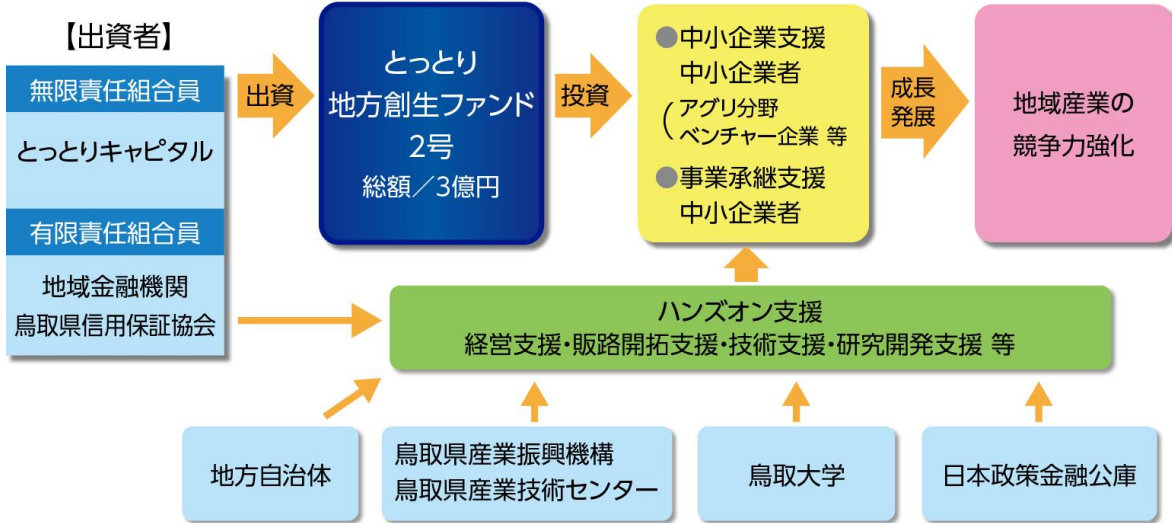 【出資者】
無限責任組合員
とっとりキャピタル
有限責任組合員
地域金融機関
鳥取県信用保証協会
出資
とっとり
地方創生ファンド
2号
総額／3億円
投資
●中小企業支援
中小企業者
(アグリ分野
ベンチャー企業 等
●事業承継支援
中小企業者
成長
発展
地域産業の
競争力強化
ハンズオン支援
経営支援・販路開拓支援・技術支援・研究開発支援 等
地方自治体
鳥取県産業振興機構
鳥取県産業技術センター
鳥取大学
日本政策金融公庫